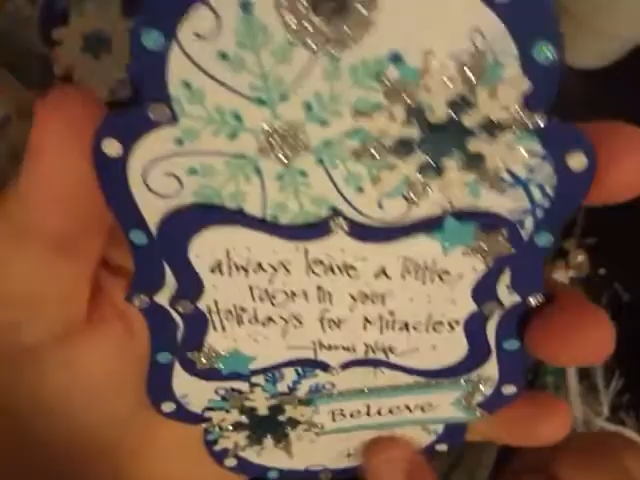 always leave a little
room in your
Holidays for Miracles
Believe